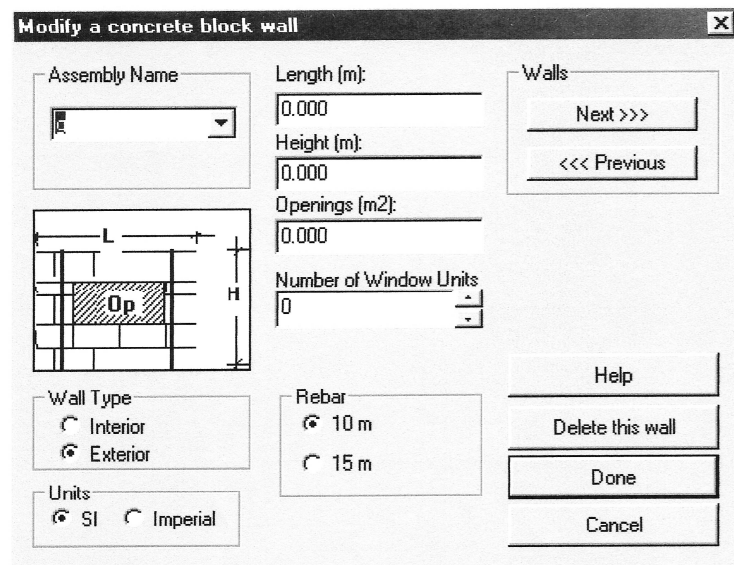 Modify a concrete block wall
Assembly Name
Length (m):
0.000
Height (m):
0.000
Openings (m2):
0.000
Number of Window Units
0
Walls
Next >>>
<<< Previous
L
H
Op
Wall Type
Interior
Exterior
Rebar
10 m
15 m
Units
SI
Imperial
Help
Delete this wall
Done
Cancel